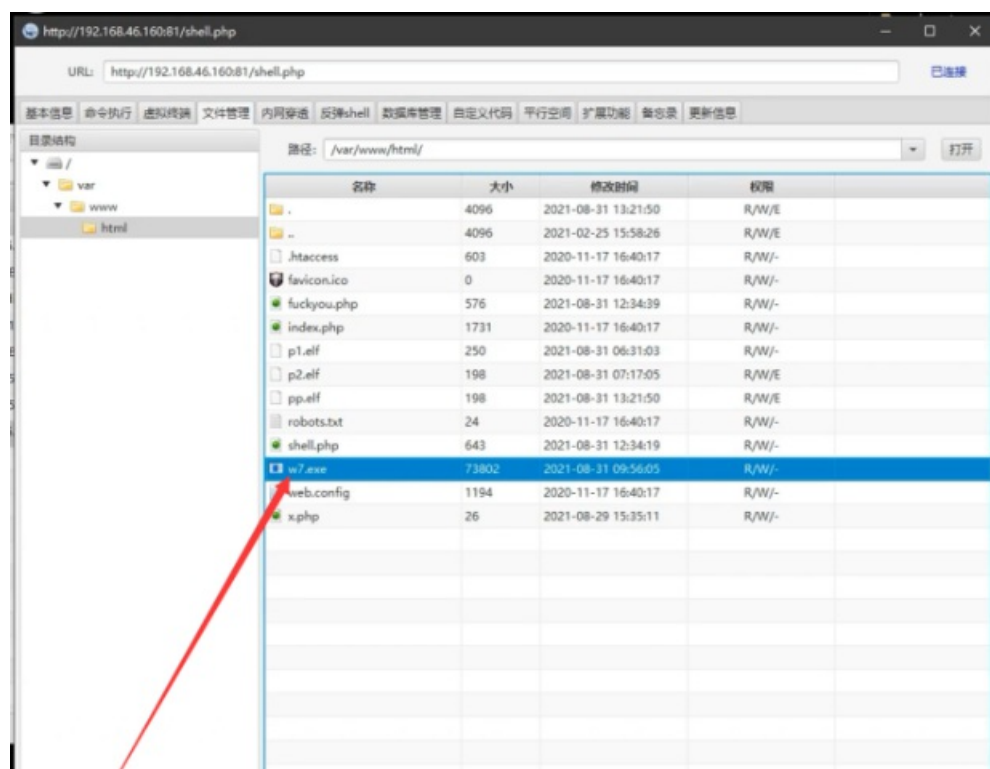 http://192.168.46.160:81/shell.php
URL: http://192.168.46.160:81/shell.php 已连接
基本信息 命令执行 虚拟终端 文件管理 内网穿透 反弹shell 数据库管理 自定义代码 平行空间 扩展功能 备忘录 更新信息
目录结构
路径: /var/www/html/ 打开
/
var
www
html
名称 大小 修改时间 权限
. 4096 2021-08-31 13:21:50 R/W/E
.. 4096 2021-02-25 15:58:26 R/W/E
.htaccess 603 2020-11-17 16:40:17 R/W/-
favicon.ico 0 2020-11-17 16:40:17 R/W/-
fuckyou.php 576 2021-08-31 12:34:39 R/W/-
index.php 1731 2020-11-17 16:40:17 R/W/-
p1.elf 250 2021-08-31 06:31:03 R/W/-
p2.elf 198 2021-08-31 07:17:05 R/W/E
pp.elf 198 2021-08-31 13:21:50 R/W/E
robots.txt 24 2020-11-17 16:40:17 R/W/-
shell.php 643 2021-08-31 12:34:19 R/W/-
w7.exe 73802 2021-08-31 09:56:05 R/W/-
web.config 1194 2020-11-17 16:40:17 R/W/-
x.php 26 2021-08-29 15:35:11 R/W/-